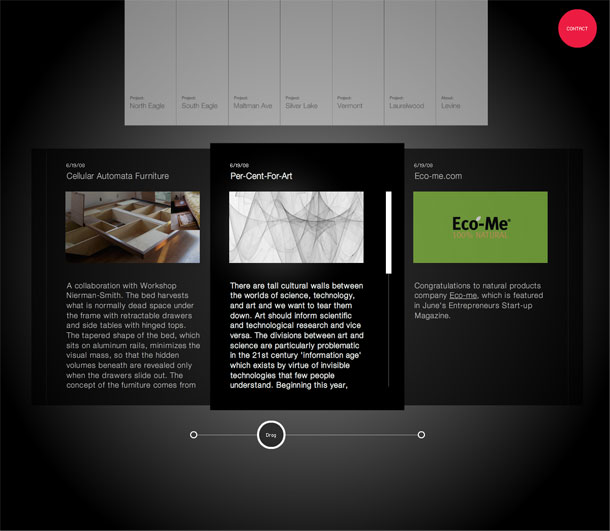 CONTACT
Project: Project: Project: Project: Project: Project: About:
North Eagle South Eagle Maltman Ave Silver Lake Vermont Laurelwood Levine
6/19/08
Cellular Automata Furniture
A collaboration with Workshop
Nierman-Smith. The bed harvests
what is normally dead space under
the frame with retractable drawers
and side tables with hinged tops.
The tapered shape of the bed, which
sits on aluminum rails, minimizes the
visual mass, so that the hidden
volumes beneath are revealed only
when the drawers slide out. The
concept of the furniture comes from
6/19/08
Per-Cent-For-Art
There are tall cultural walls between
the worlds of science, technology,
and art and we want to tear them
down. Art should inform scientific
and technological research and vice
versa. The divisions between art and
science are particularly problematic
in the 21st century 'information age'
which exists by virtue of invisible
technologies that few people
understand. Beginning this year,
6/19/08
Eco-me.com
Eco-Me
100% NATURAL
Congratulations to natural products
company Eco-me, which is featured
in June's Entrepreneurs Start-up
Magazine.
Drag